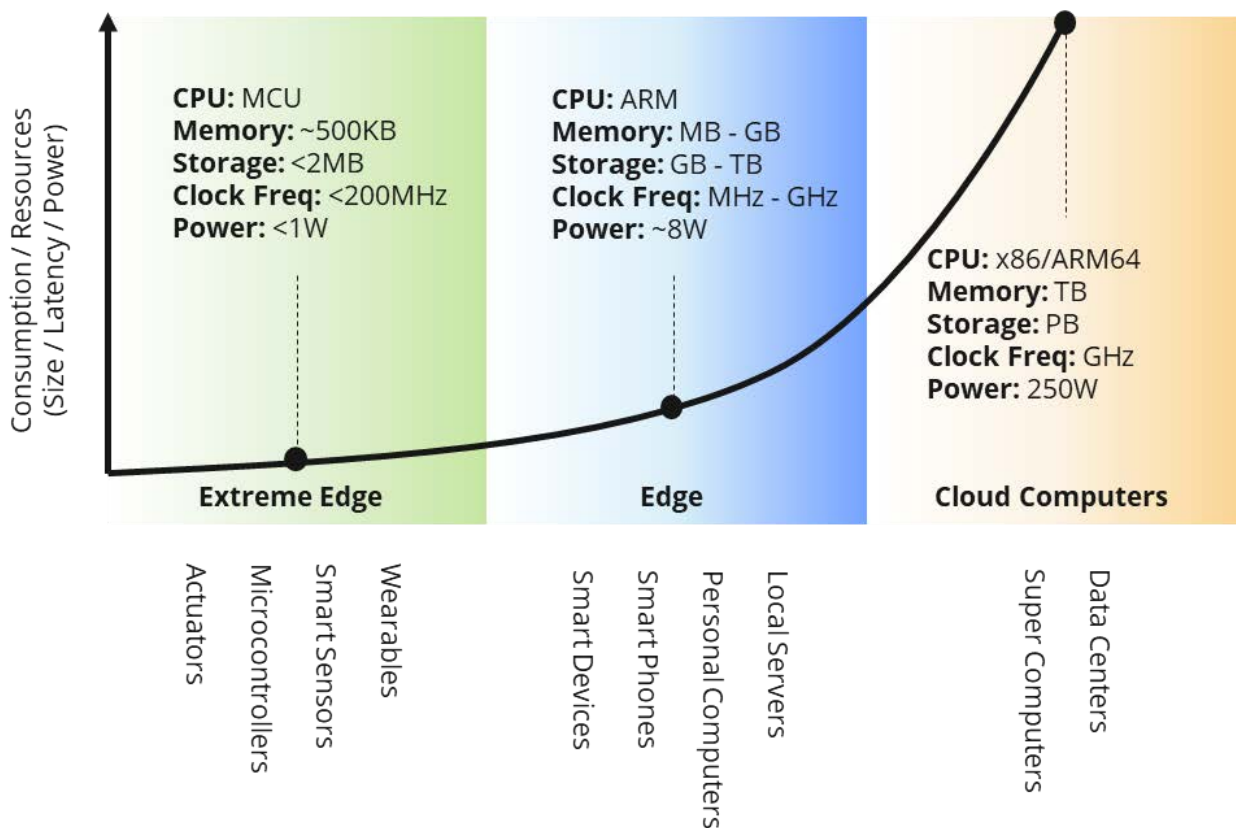 Consumption / Resources
(Size / Latency / Power)
CPU: MCU
Memory: ~500KB
Storage: <2MB
Clock Freq: <200MHz
Power: <1W
CPU: ARM
Memory: MB - GB
Storage: GB - TB
Clock Freq: MHz - GHz
Power: ~8W
CPU: x86/ARM64
Memory: TB
Storage: PB
Clock Freq: GHz
Power: 250W
Extreme Edge
Edge
Cloud Computers
Actuators
Microcontrollers
Smart Sensors
Wearables
Smart Devices
Smart Phones
Personal Computers
Local Servers
Super Computers
Data Centers